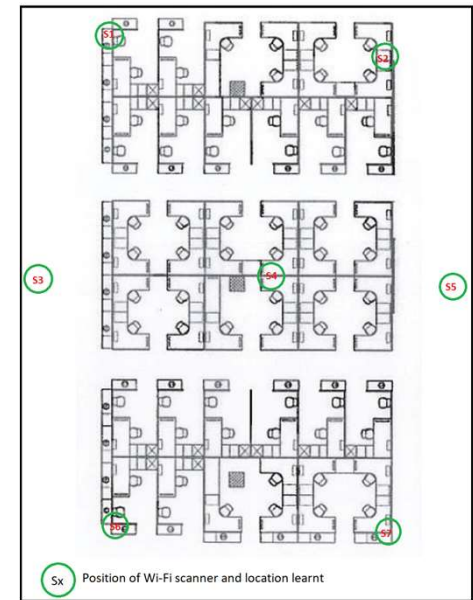 S1
S2
S3
S4
S5
S6
S7
Sx Position of Wi-Fi scanner and location learnt